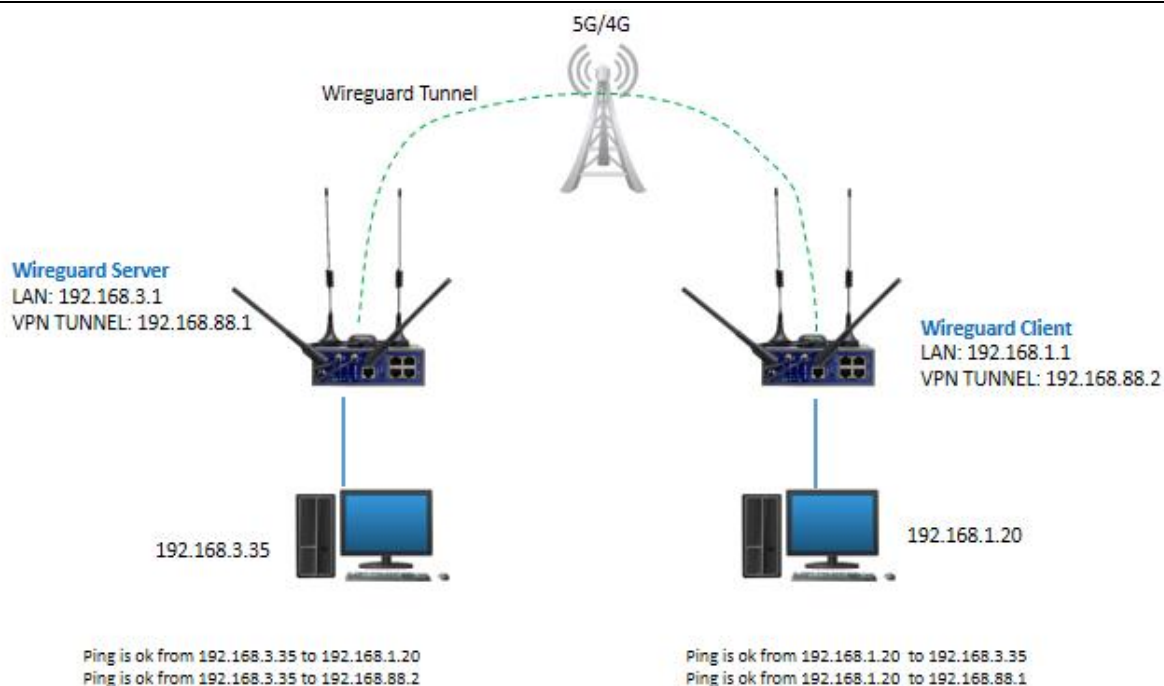 5G/4G
Wireguard Tunnel
Wireguard Server
LAN: 192.168.3.1
VPN TUNNEL: 192.168.88.1
Wireguard Client
LAN: 192.168.1.1
VPN TUNNEL: 192.168.88.2
192.168.3.35
192.168.1.20
Ping is ok from 192.168.3.35 to 192.168.1.20
Ping is ok from 192.168.3.35 to 192.168.88.2
Ping is ok from 192.168.1.20 to 192.168.3.35
Ping is ok from 192.168.1.20 to 192.168.88.1